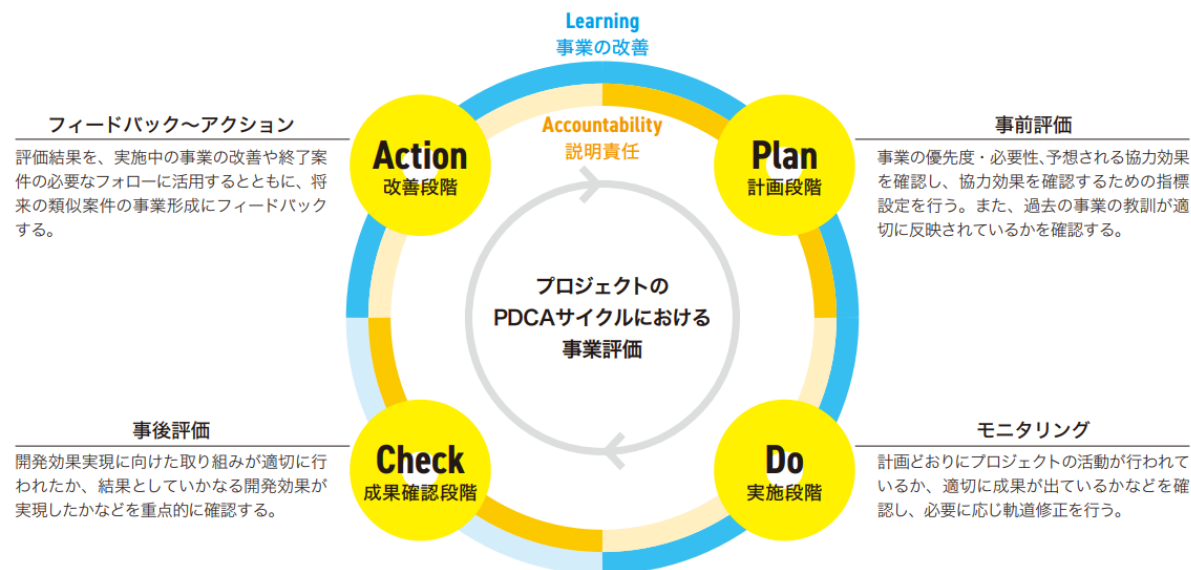 Learning
事業の改善
Accountability
説明責任
フィードバック～アクション
評価結果を、実施中の事業の改善や終了案
件の必要なフォローに活用するとともに、将
来の類似案件の事業形成にフィードバック
する。
Action
改善段階
Plan
計画段階
事前評価
事業の優先度・必要性、予想される協力効果
を確認し、協力効果を確認するための指標
設定を行う。また、過去の事業の教訓が適
切に反映されているかを確認する。
プロジェクトの
PDCAサイクルにおける
事業評価
事後評価
開発効果実現に向けた取り組みが適切に行
われたか、結果としていかなる開発効果が
実現したかなどを重点的に確認する。
Check
成果確認段階
Do
実施段階
モニタリング
計画どおりにプロジェクトの活動が行われて
いるか、適切に成果が出ているかなどを確
認し、必要に応じ軌道修正を行う。